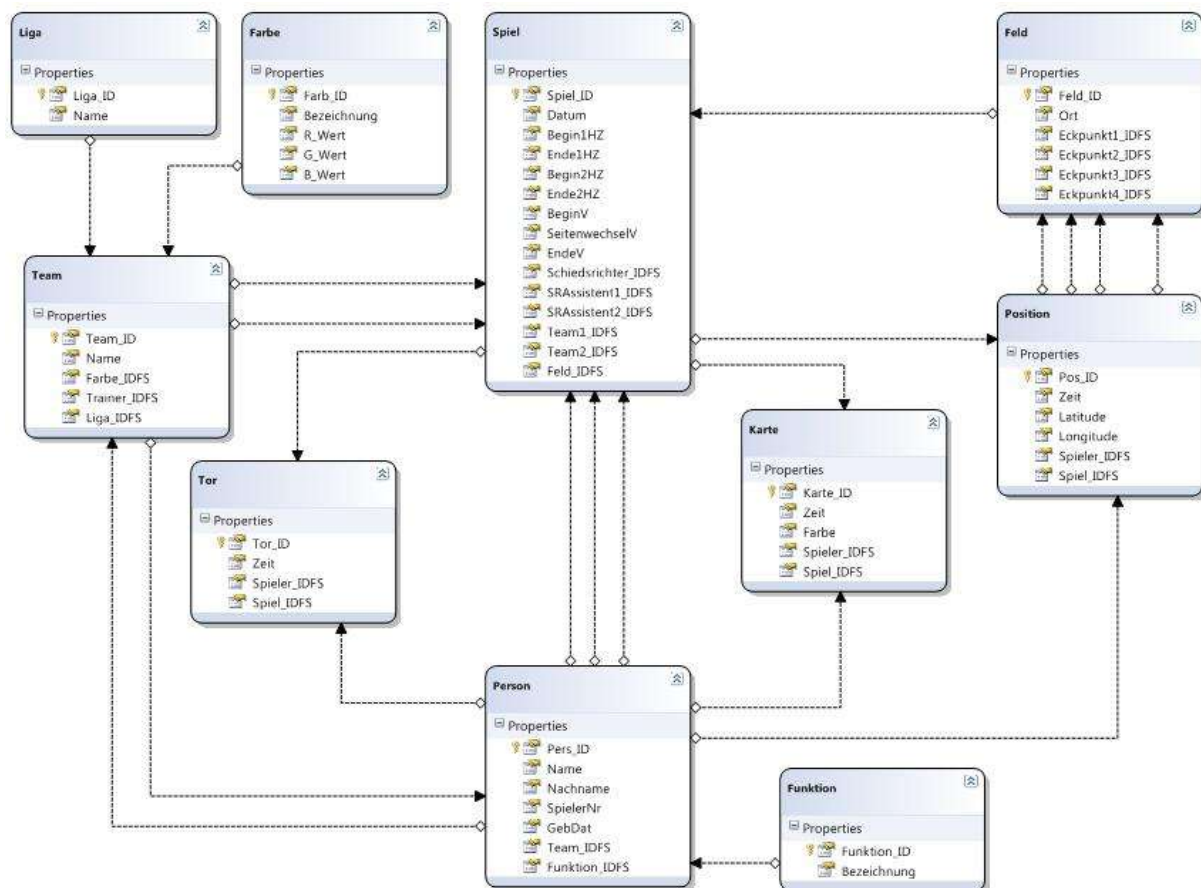 Liga
Properties
Liga_ID
Name
Farbe
Properties
Farb_ID
Bezeichnung
R_Wert
G_Wert
B_Wert
Spiel
Properties
Spiel_ID
Datum
Begin1HZ
Ende1HZ
Begin2HZ
Ende2HZ
BeginV
SeitenwechselV
EndeV
Schiedsrichter_IDFS
SRAssistent1_IDFS
SRAssistent2_IDFS
Team1_IDFS
Team2_IDFS
Feld_IDFS
Feld
Properties
Feld_ID
Ort
Eckpunkt1_IDFS
Eckpunkt2_IDFS
Eckpunkt3_IDFS
Eckpunkt4_IDFS
Team
Properties
Team_ID
Name
Farbe_IDFS
Trainer_IDFS
Liga_IDFS
Position
Properties
Pos_ID
Zeit
Latitude
Longitude
Spieler_IDFS
Spiel_IDFS
Tor
Properties
Tor_ID
Zeit
Spieler_IDFS
Spiel_IDFS
Karte
Properties
Karte_ID
Zeit
Farbe
Spieler_IDFS
Spiel_IDFS
Person
Properties
Pers_ID
Name
Nachname
SpielerNr
GebDat
Team_IDFS
Funktion_IDFS
Funktion
Properties
Funktion_ID
Bezeichnung